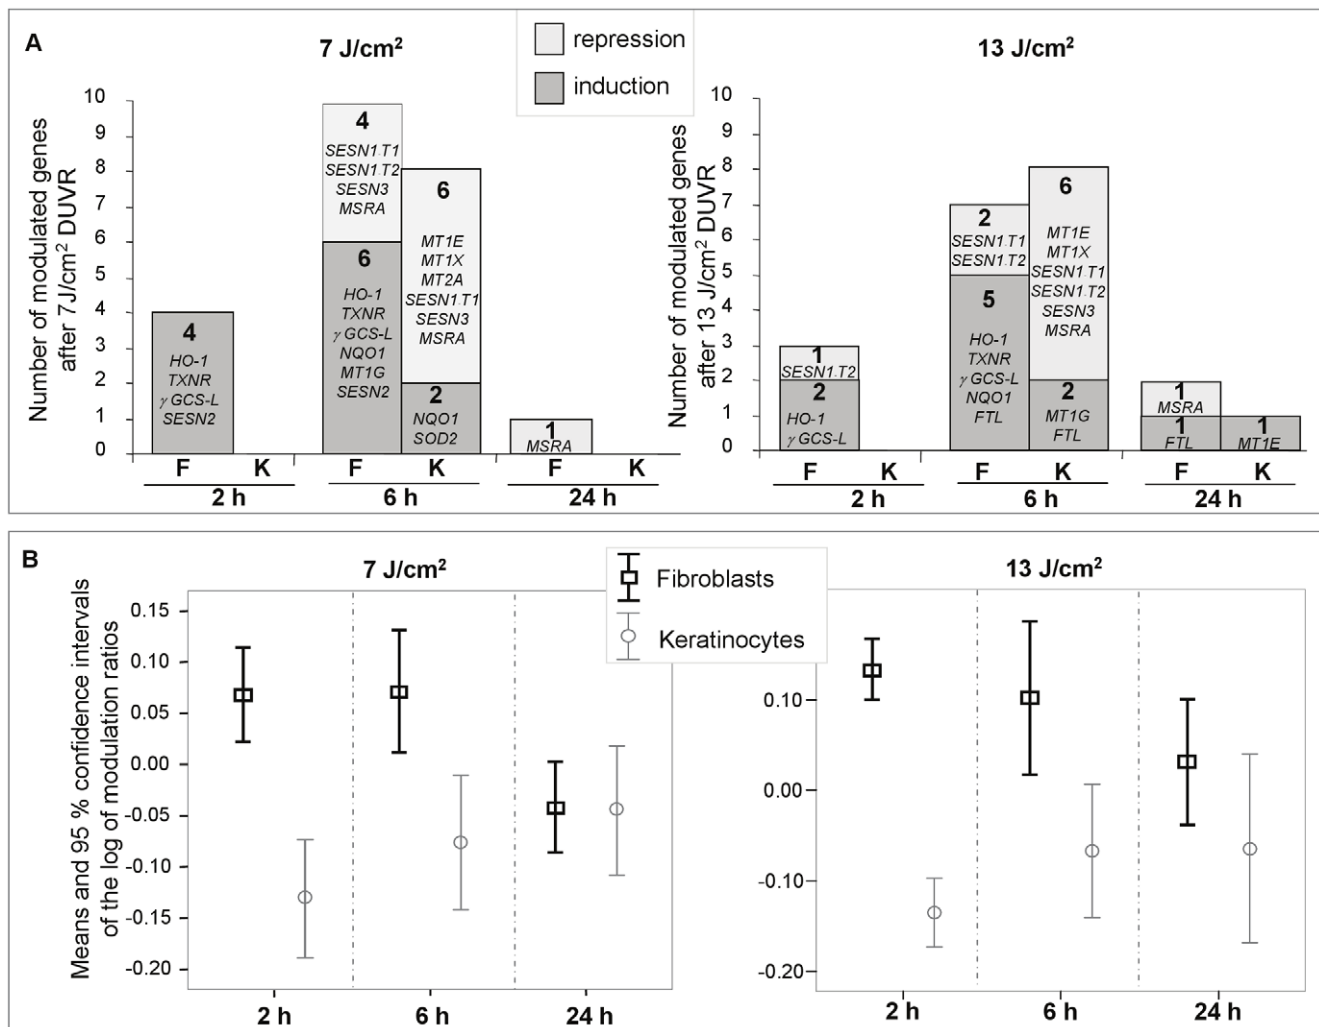 A
7 J/cm²
repression
induction
13 J/cm²
Number of modulated genes
after 7J/cm² DUVR
10
9
8
7
6
5
4
3
2
1
0
4
HO-1
TXNR
γ GCS-L
SESN2
4
SESN1.T1
SESN1.T2
SESN3
MSRA
6
HO-1
TXNR
γ GCS-L
NQO1
MT1G
SESN2
6
MT1E
MT1X
MT2A
SESN1.T1
SESN3
MSRA
2
NQO1
SOD2
1
MSRA
F K F K F K
2 h 6 h 24 h
Number of modulated genes
after 13 J/cm² DUVR
10
9
8
7
6
5
4
3
2
1
0
1
SESN1.T2
2
HO-1
γ GCS-L
2
SESN1.T1
SESN1.T2
5
HO-1
TXNR
γ GCS-L
NQO1
FTL
6
MT1E
MT1X
SESN1.T1
SESN1.T2
SESN3
MSRA
2
MT1G
FTL
1
MSRA
1
FTL
1
MT1E
F K F K F K
2 h 6 h 24 h
B
7 J/cm²
Fibroblasts
Keratinocytes
13 J/cm²
Means and 95 % confidence intervals
of the log of modulation ratios
0.15
0.10
0.05
0.00
-0.05
-0.10
-0.15
-0.20
2 h 6 h 24 h
0.10
0.00
-0.10
-0.20
2 h 6 h 24 h